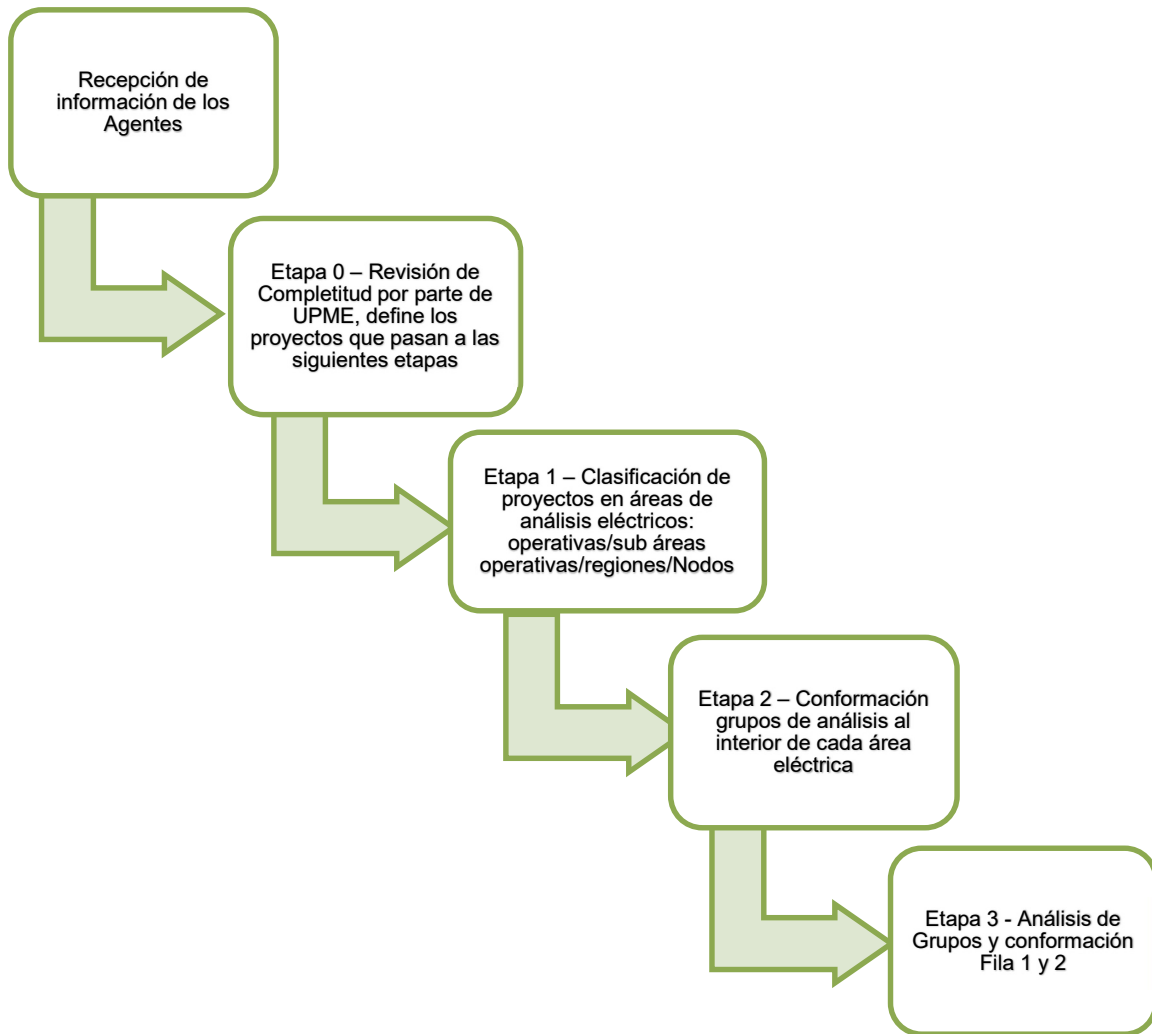 Recepción de
información de los
Agentes
Etapa 0 – Revisión de
Completitud por parte de
UPME, define los
proyectos que pasan a las
siguientes etapas
Etapa 1 – Clasificación de
proyectos en áreas de
análisis eléctricos:
operativas/sub áreas
operativas/regiones/Nodos
Etapa 2 – Conformación
grupos de análisis al
interior de cada área
eléctrica
Etapa 3 - Análisis de
Grupos y conformación
Fila 1 y 2